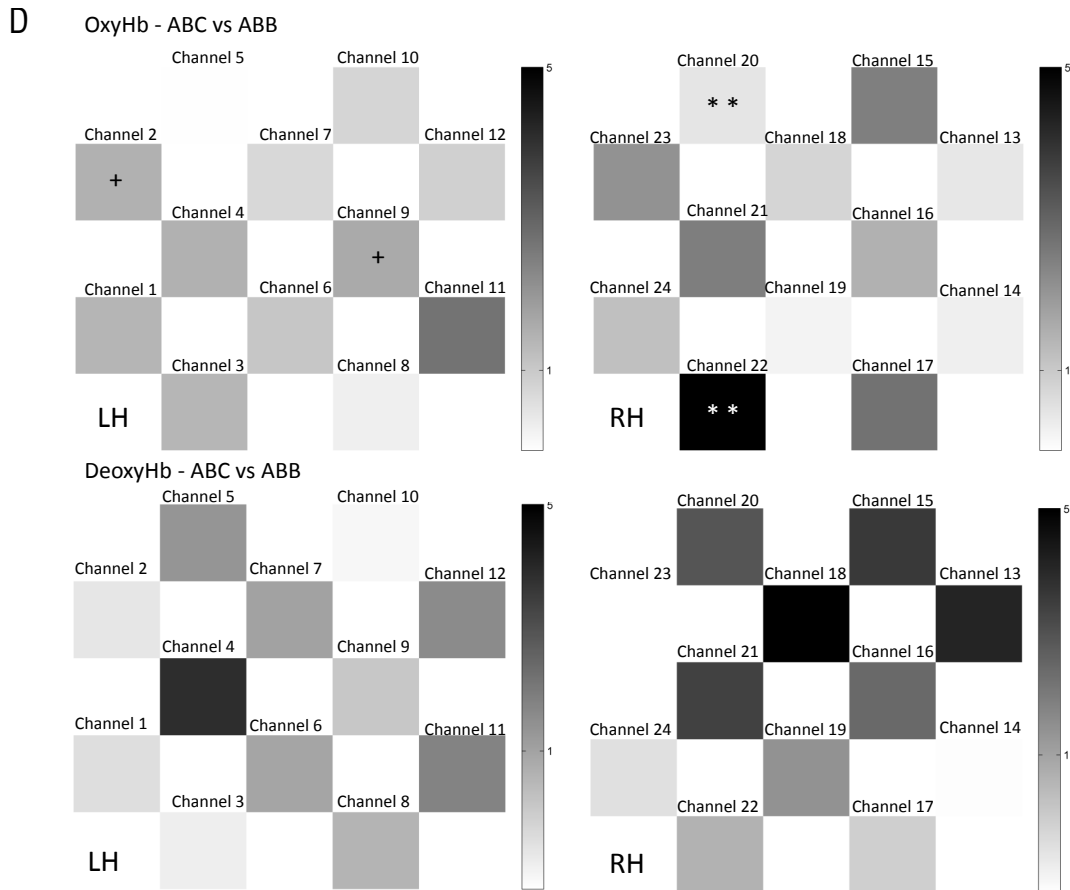 D
OxyHb - ABC vs ABB
Channel 5
Channel 10
5
Channel 2
Channel 7
Channel 12
+
Channel 4
Channel 9
+
Channel 1
Channel 6
Channel 11
1
Channel 3
Channel 8
LH
Channel 20
Channel 15
5
* *
Channel 23
Channel 18
Channel 13
Channel 21
Channel 16
Channel 24
Channel 19
Channel 14
1
Channel 22
Channel 17
* *
RH
DeoxyHb - ABC vs ABB
Channel 5
Channel 10
5
Channel 2
Channel 7
Channel 12
Channel 4
Channel 9
Channel 1
Channel 6
Channel 11
1
Channel 3
Channel 8
LH
Channel 20
Channel 15
5
Channel 23
Channel 18
Channel 13
Channel 21
Channel 16
Channel 24
Channel 19
Channel 14
1
Channel 22
Channel 17
RH